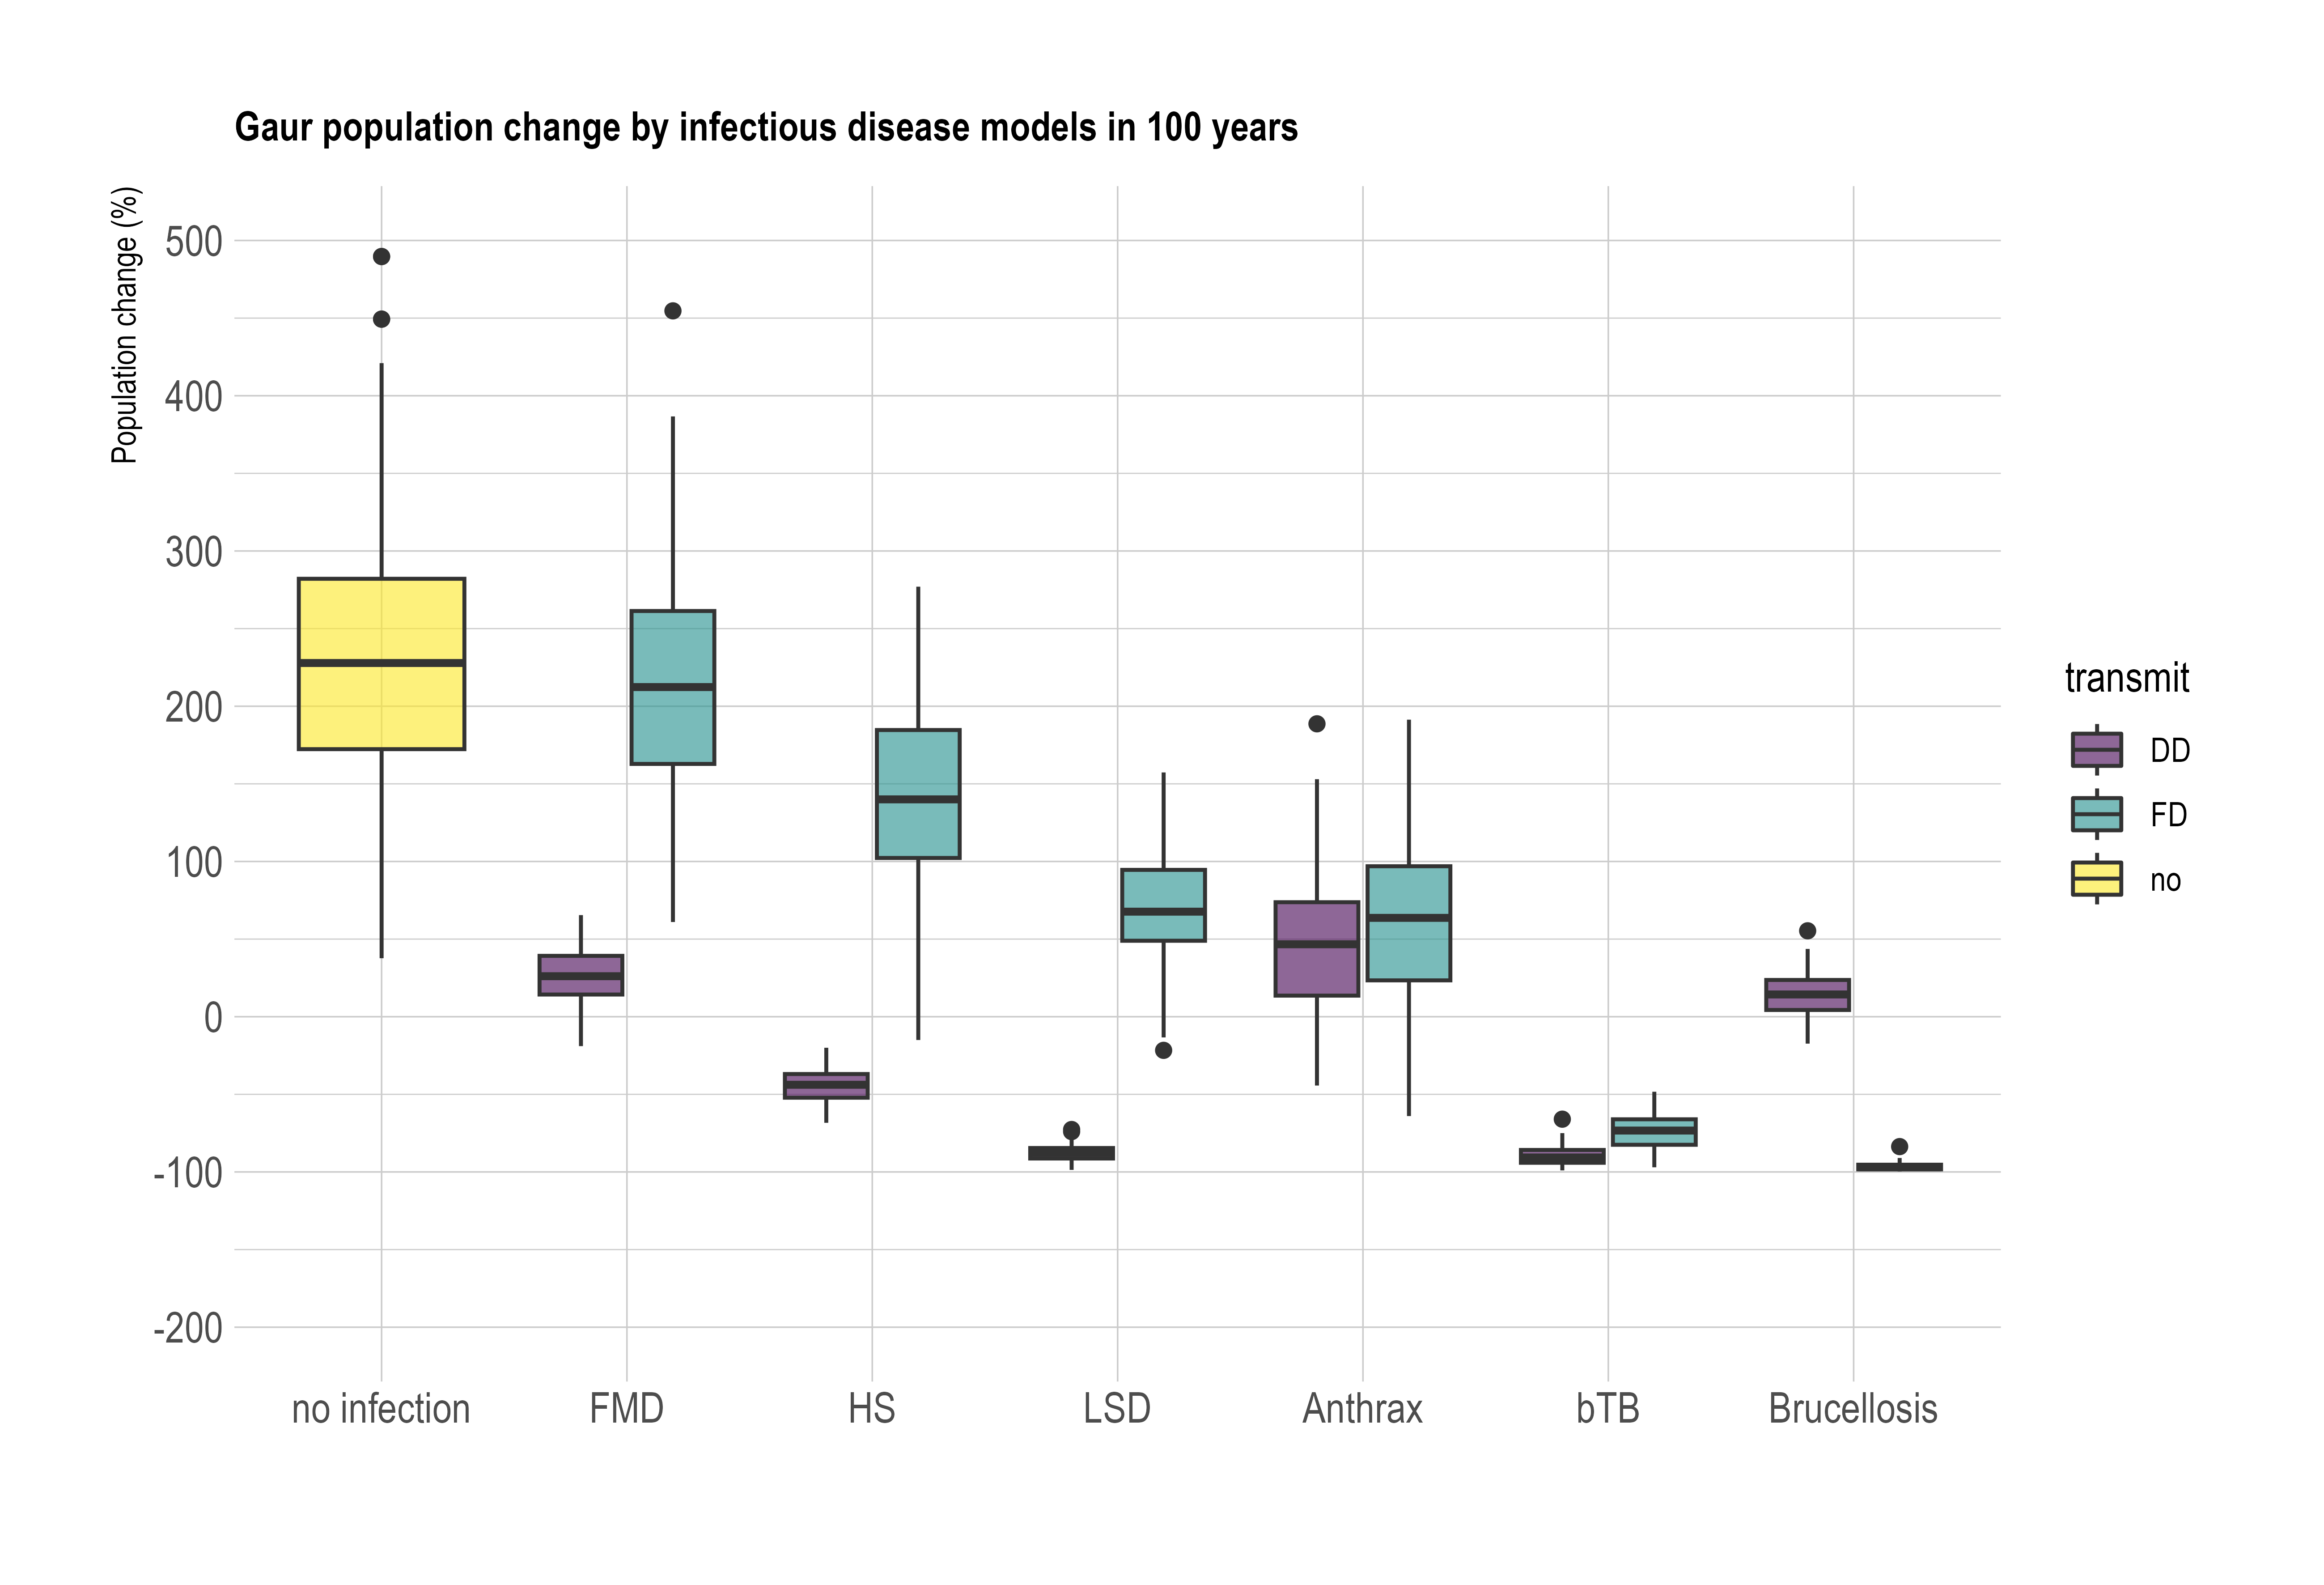 Gaur population change by infectious disease models in 100 years
Population change (%)
500
400
300
200
100
0
-100
-200
no infection
FMD
HS
LSD
Anthrax
bTB
Brucellosis
transmit
DD
FD
no